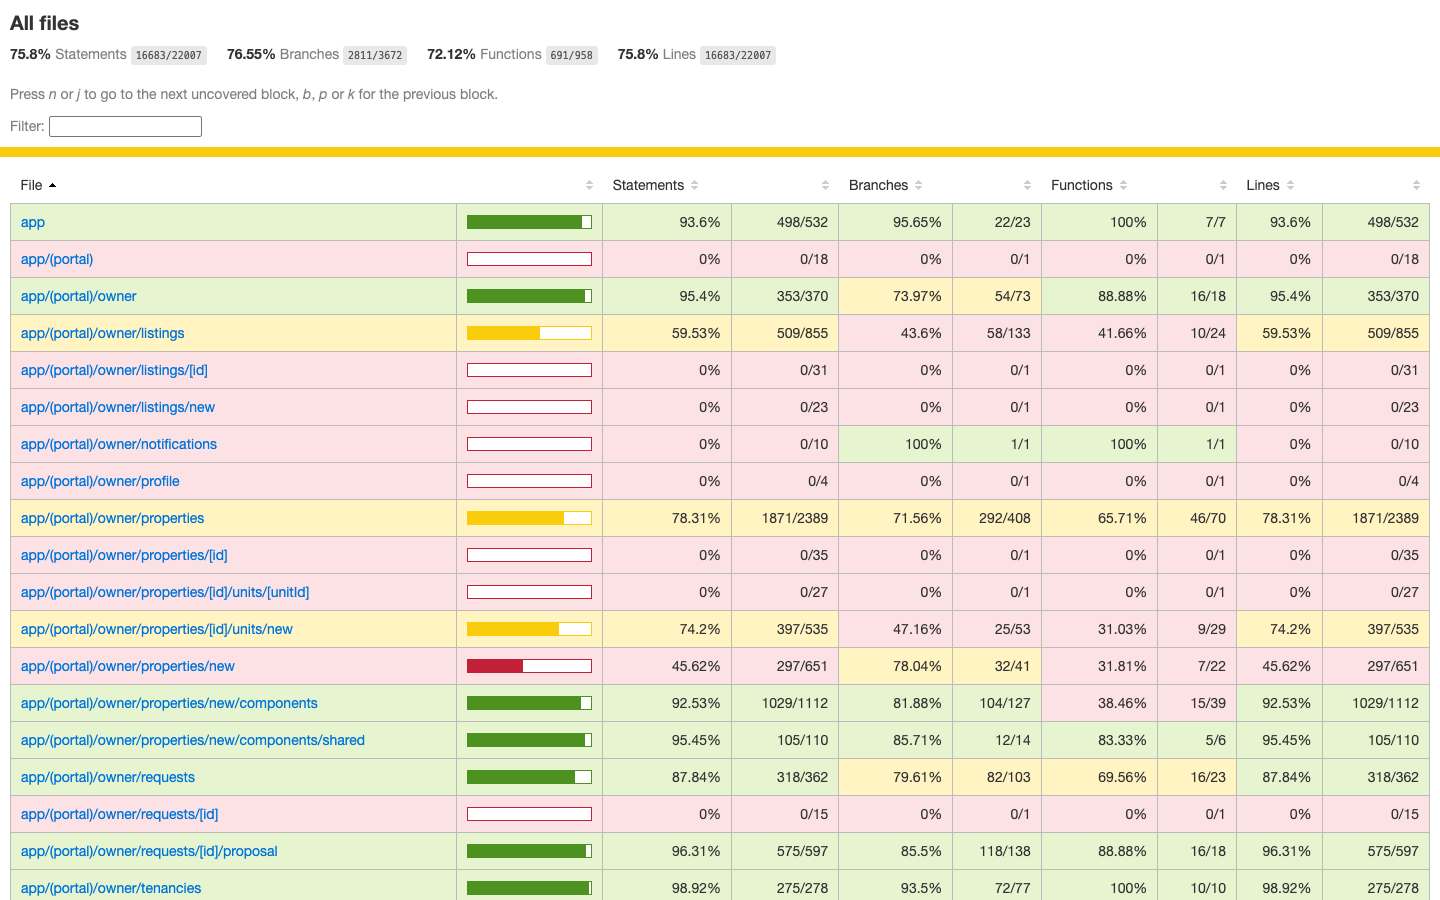 All files
75.8% Statements 16683/22007 76.55% Branches 2811/3672 72.12% Functions 691/958 75.8% Lines 16683/22007
Press n or j to go to the next uncovered block, b, p or k for the previous block.
Filter:
File Statements Branches Functions Lines
app 93.6% 498/532 95.65% 22/23 100% 7/7 93.6% 498/532
app/(portal) 0% 0/18 0% 0/1 0% 0/1 0% 0/18
app/(portal)/owner 95.4% 353/370 73.97% 54/73 88.88% 16/18 95.4% 353/370
app/(portal)/owner/listings 59.53% 509/855 43.6% 58/133 41.66% 10/24 59.53% 509/855
app/(portal)/owner/listings/[id] 0% 0/31 0% 0/1 0% 0/1 0% 0/31
app/(portal)/owner/listings/new 0% 0/23 0% 0/1 0% 0/1 0% 0/23
app/(portal)/owner/notifications 0% 0/10 100% 1/1 100% 1/1 0% 0/10
app/(portal)/owner/profile 0% 0/4 0% 0/1 0% 0/1 0% 0/4
app/(portal)/owner/properties 78.31% 1871/2389 71.56% 292/408 65.71% 46/70 78.31% 1871/2389
app/(portal)/owner/properties/[id] 0% 0/35 0% 0/1 0% 0/1 0% 0/35
app/(portal)/owner/properties/[id]/units/[unitId] 0% 0/27 0% 0/1 0% 0/1 0% 0/27
app/(portal)/owner/properties/[id]/units/new 74.2% 397/535 47.16% 25/53 31.03% 9/29 74.2% 397/535
app/(portal)/owner/properties/new 45.62% 297/651 78.04% 32/41 31.81% 7/22 45.62% 297/651
app/(portal)/owner/properties/new/components 92.53% 1029/1112 81.88% 104/127 38.46% 15/39 92.53% 1029/1112
app/(portal)/owner/properties/new/components/shared 95.45% 105/110 85.71% 12/14 83.33% 5/6 95.45% 105/110
app/(portal)/owner/requests 87.84% 318/362 79.61% 82/103 69.56% 16/23 87.84% 318/362
app/(portal)/owner/requests/[id] 0% 0/15 0% 0/1 0% 0/1 0% 0/15
app/(portal)/owner/requests/[id]/proposal 96.31% 575/597 85.5% 118/138 88.88% 16/18 96.31% 575/597
app/(portal)/owner/tenancies 98.92% 275/278 93.5% 72/77 100% 10/10 98.92% 275/278